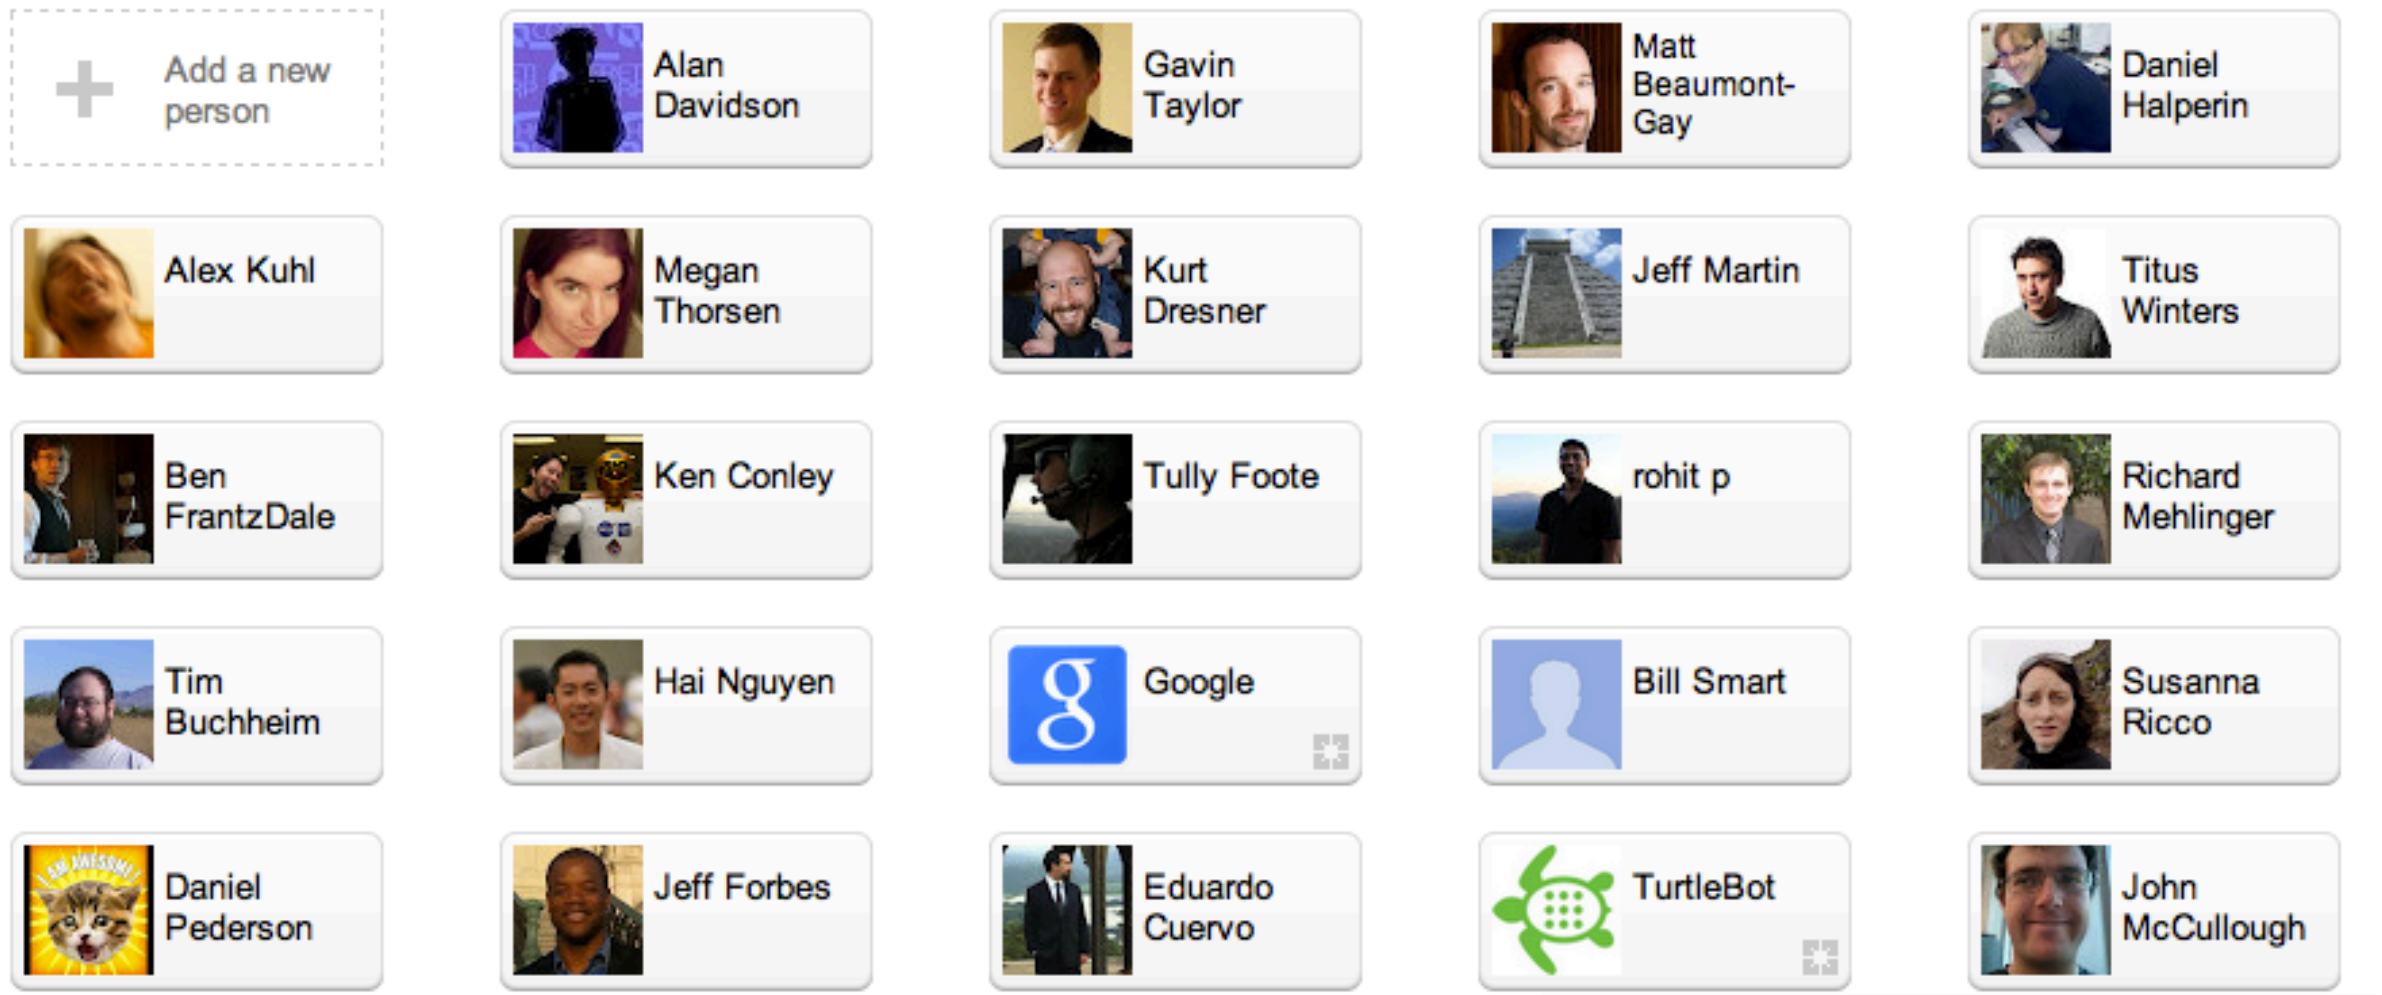 Add a new
person
Alan
Davidson
Gavin
Taylor
Matt
Beaumont-
Gay
Daniel
Halperin
Alex Kuhl
Megan
Thorsen
Kurt
Dresner
Jeff Martin
Titus
Winters
Ben
FrantzDale
Ken Conley
Tully Foote
rohit p
Richard
Mehlinger
Tim
Buchheim
Hai Nguyen
g
Google
Bill Smart
Susanna
Ricco
I AM AWESOME!
Daniel
Pederson
Jeff Forbes
Eduardo
Cuervo
TurtleBot
John
McCullough